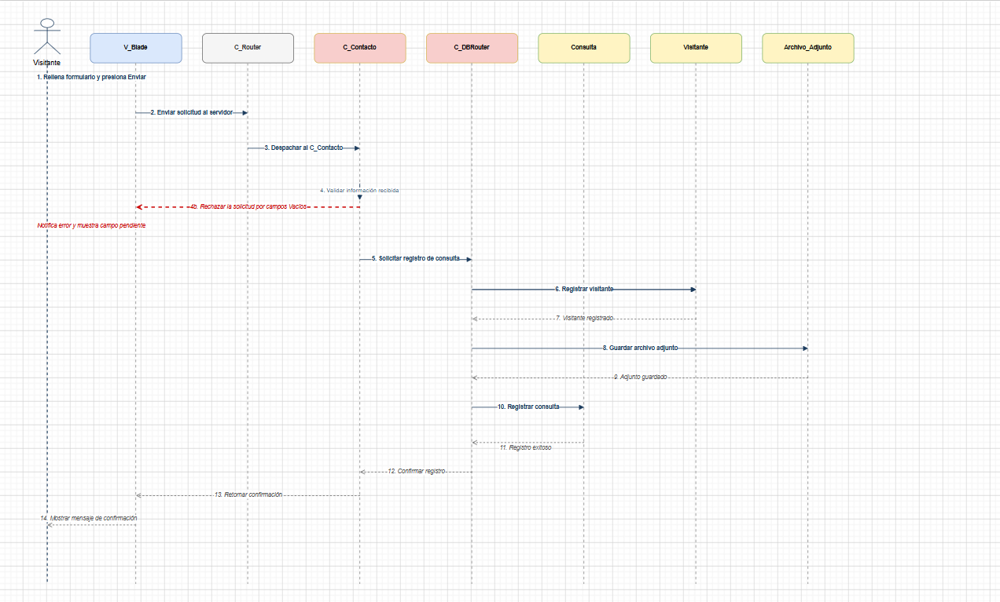 Visitante
V_Blade
C_Router
C_Contacto
C_DBRouter
Consulta
Visitante
Archivo_Adjunto
1. Rellena formulario y presiona Enviar
2. Enviar solicitud al servidor
3. Despachar al C_Contacto
4. Validar información recibida
4b. Rechazar la solicitud por campos Vacíos
Notifica error y muestra campo pendiente
5. Solicitar registro de consulta
6. Registrar visitante
7. Visitante registrado
8. Guardar archivo adjunto
9. Adjunto guardado
10. Registrar consulta
11. Registro exitoso
12. Confirmar registro
13. Retornar confirmación
14. Mostrar mensaje de confirmación